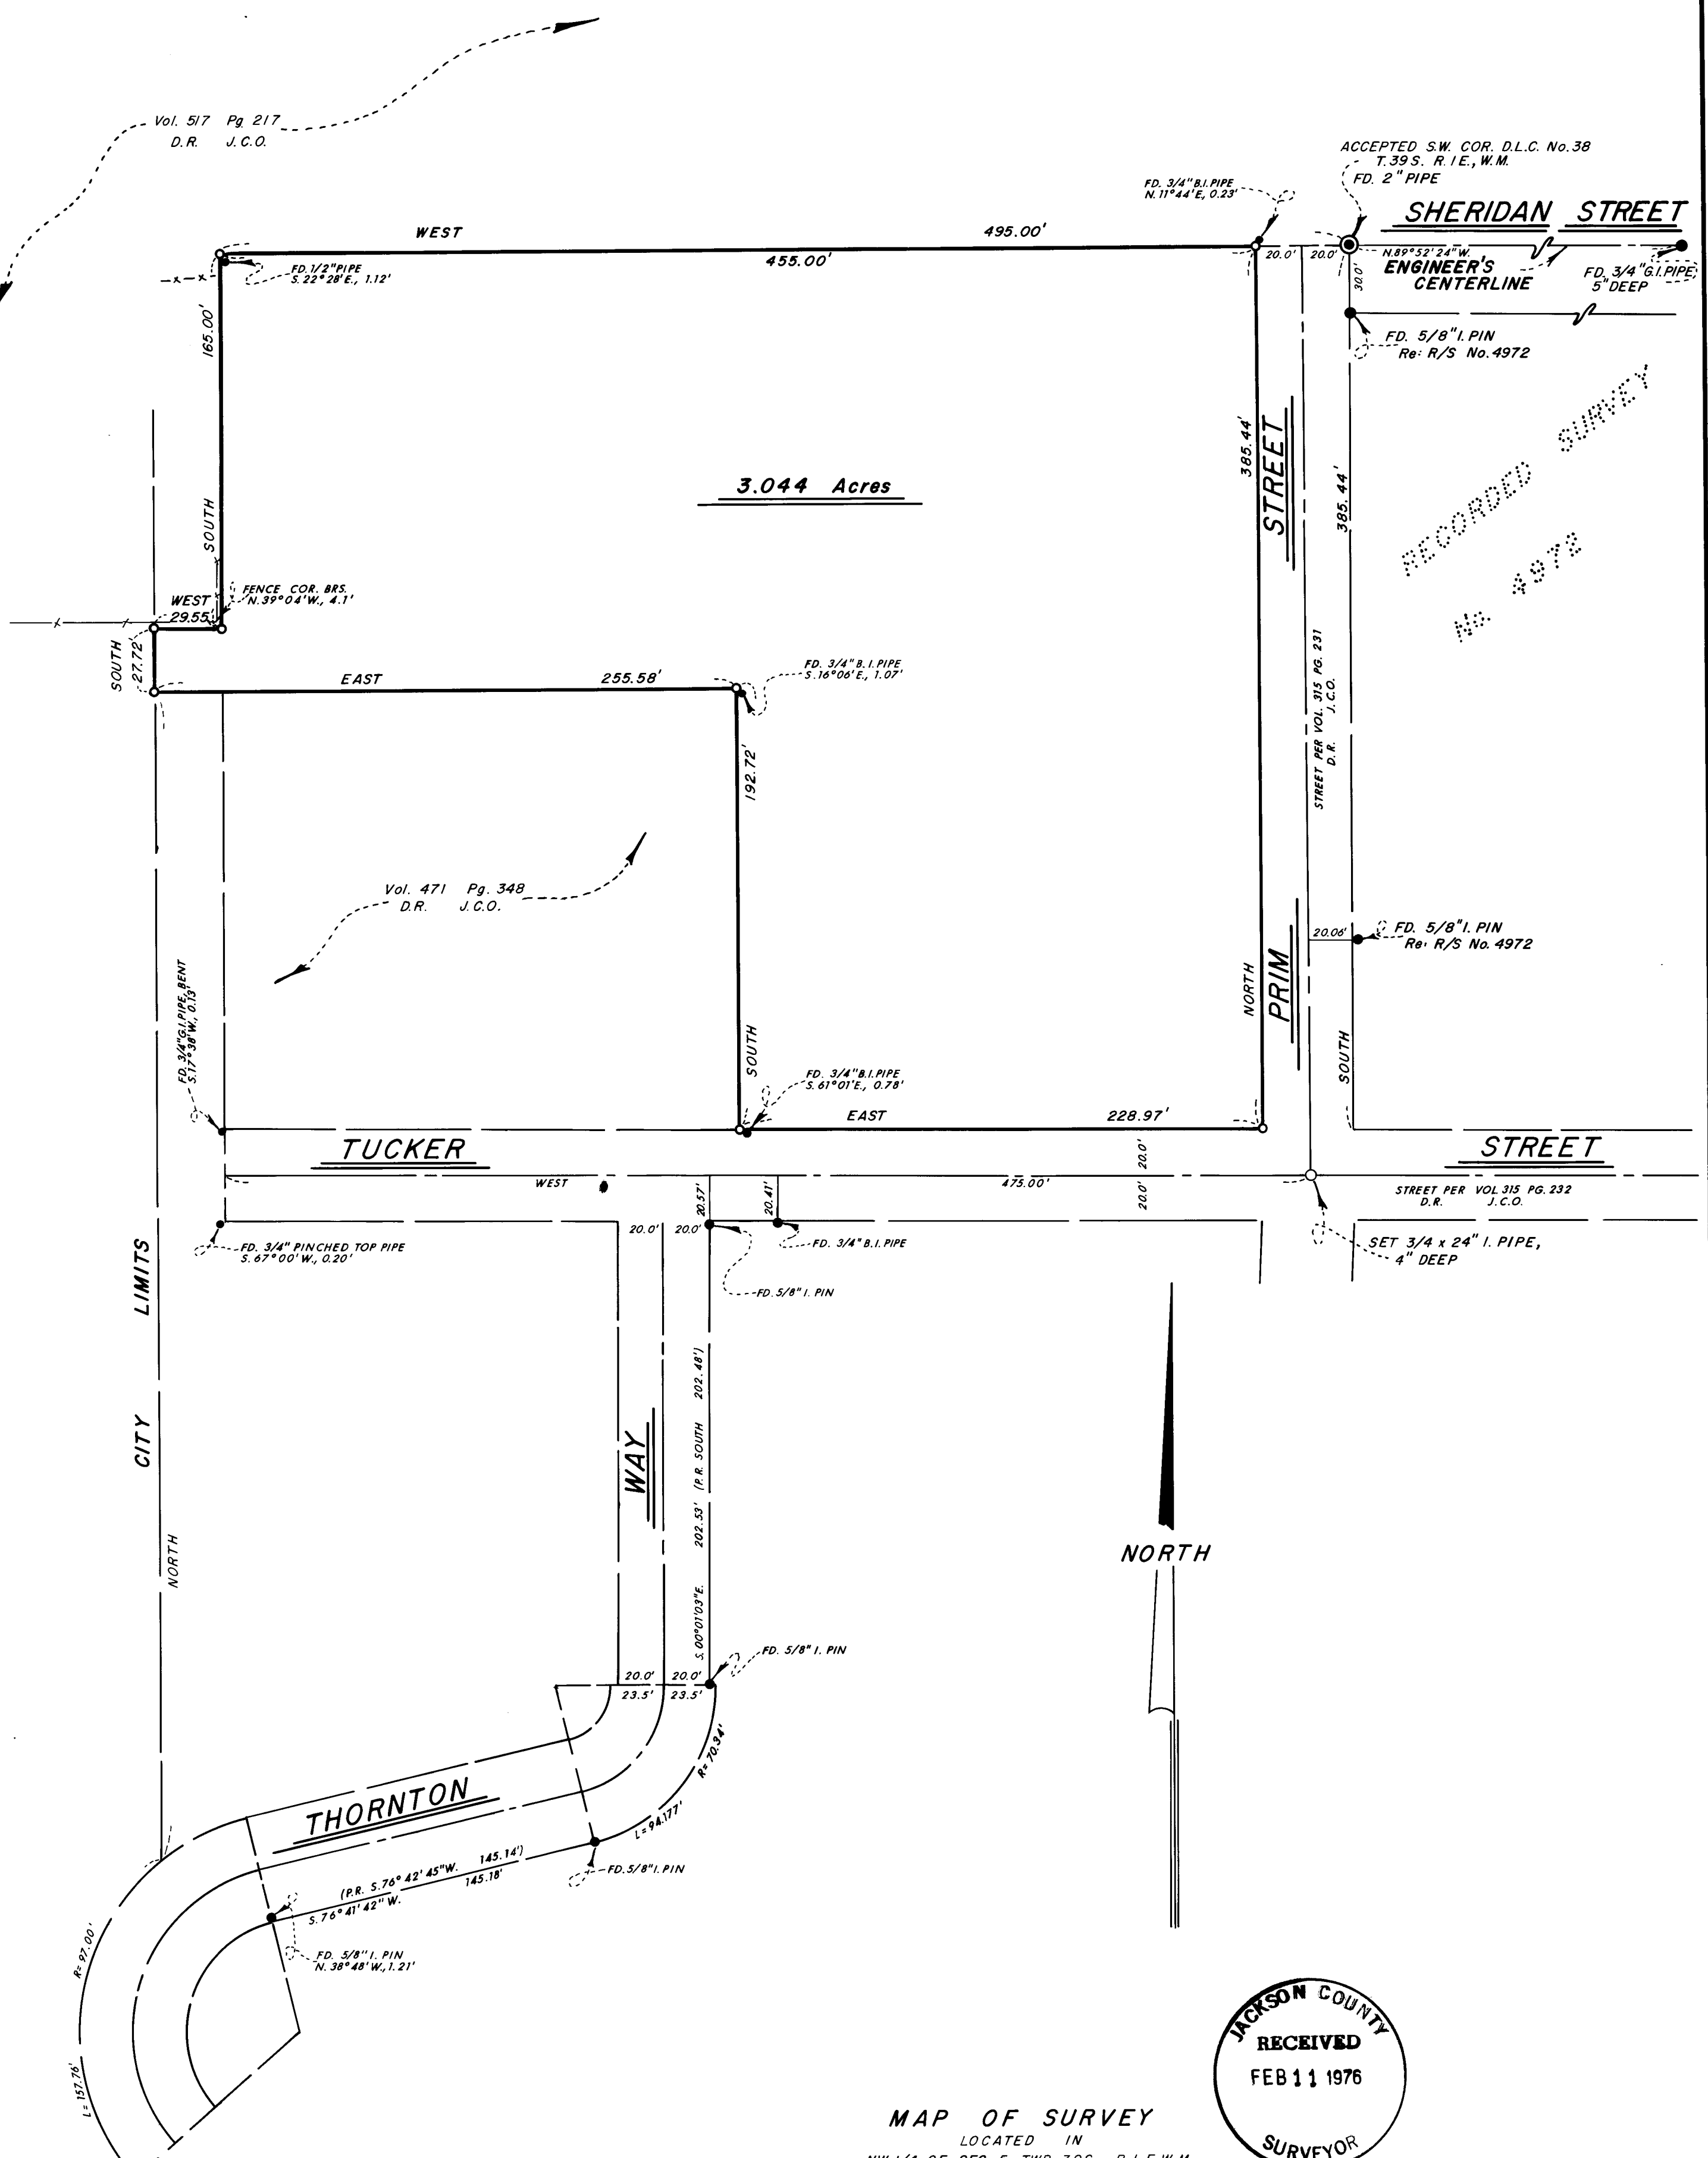 Vol. 517 Pg. 217
D.R. J.C.O.
ACCEPTED S.W. COR. D.L.C. No. 38
T. 39 S. R. 1 E., W.M.
FD. 2" PIPE
FD. 3/4" B.I. PIPE
N. 11°44' E., 0.23'
SHERIDAN STREET
WEST 495.00'
455.00'
20.0' 20.0'
30.0'
N. 89°52'24" W.
ENGINEER'S
CENTERLINE
FD. 3/4" G.I. PIPE,
5" DEEP
FD. 1/2" PIPE
S. 22°28' E., 1.12'
FD. 5/8" I. PIN
Re: R/S No. 4972
165.00'
SOUTH
RECORDED SURVEY
No. 4972
385.44'
STREET
385.44'
3.044 Acres
FENCE COR. BRS.
N. 39°04' W., 4.1'
WEST
29.55'
SOUTH
27.72'
EAST 255.58'
FD. 3/4" B.I. PIPE
S. 16°06' E., 1.07'
192.72'
STREET PER VOL. 315 PG. 231
D.R. J.C.O.
Vol. 471 Pg. 348
D.R. J.C.O.
20.06'
FD. 5/8" I. PIN
Re: R/S No. 4972
NORTH
PRIM
SOUTH
FD. 3/4" G.I. PIPE, BENT
S. 17°38' W., 0.13'
SOUTH
FD. 3/4" B.I. PIPE
S. 61°01' E., 0.78'
EAST 228.97'
TUCKER
STREET
20.0'
20.0'
WEST
475.00'
STREET PER VOL 315 PG. 232
D.R. J.C.O.
20.57'
20.41'
20.0' 20.0'
FD. 3/4" PINCHED TOP PIPE
S. 67°00' W., 0.20'
FD. 3/4" B.I. PIPE
SET 3/4 x 24" I. PIPE,
4" DEEP
FD. 5/8" I. PIN
CITY LIMITS
NORTH
WAY
S. 00°01'03" E. 202.53' (P.R. SOUTH 202.48')
NORTH
FD. 5/8" I. PIN
20.0' 20.0'
23.5' 23.5'
R= 70.34'
L= 94.177'
THORNTON
(P.R. S. 76°42'45" W. 145.14')
S. 76°41'42" W. 145.18'
FD. 5/8" I. PIN
FD. 5/8" I. PIN
N. 38°48' W., 1.21'
R= 97.00'
L= 157.76'
JACKSON COUNTY
RECEIVED
FEB 11 1976
SURVEYOR
MAP OF SURVEY
LOCATED IN